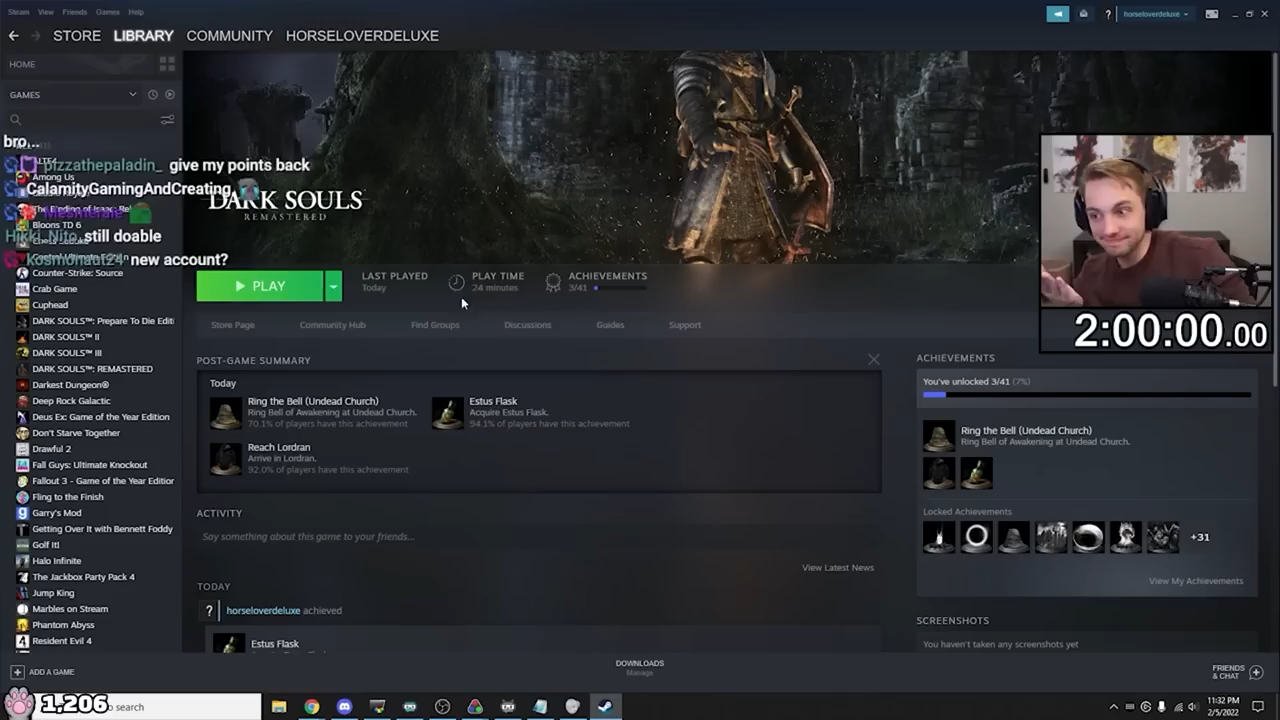 Steam View Friends Games Help
horseloverdeluxe
STORE LIBRARY COMMUNITY HORSELOVERDELUXE
HOME
GAMES
bro...
pizzathepaladin_ give my points back
CalamityGamingAndCreating
Mesmerale
Hikki_Nito still doable
new account?
Among Us
Bloons TD 6
Counter-Strike: Source
Crab Game
Cuphead
DARK SOULS™: Prepare To Die Editi
DARK SOULS™ II
DARK SOULS™ III
DARK SOULS™: REMASTERED
Darkest Dungeon®
Deep Rock Galactic
Deus Ex: Game of the Year Edition
Don't Starve Together
Drawful 2
Fall Guys: Ultimate Knockout
Fallout 3 - Game of the Year Edition
Fling to the Finish
Garry's Mod
Getting Over It with Bennett Foddy
Golf It!
Halo Infinite
The Jackbox Party Pack 4
Jump King
Marbles on Stream
Phantom Abyss
Resident Evil 4
ADD A GAME
DARK SOULS
REMASTERED
PLAY
LAST PLAYED
Today
PLAY TIME
24 minutes
ACHIEVEMENTS
3/41
Store Page Community Hub Find Groups Discussions Guides Support
POST-GAME SUMMARY
Today
Ring the Bell (Undead Church)
Ring Bell of Awakening at Undead Church.
70.1% of players have this achievement
Estus Flask
Acquire Estus Flask.
94.1% of players have this achievement
Reach Lordran
Arrive in Lordran.
92.0% of players have this achievement
ACTIVITY
Say something about this game to your friends...
View Latest News
TODAY
horseloverdeluxe achieved
Estus Flask
2:00:00.00
ACHIEVEMENTS
You've unlocked 3/41 (7%)
Ring the Bell (Undead Church)
Ring Bell of Awakening at Undead Church.
Locked Achievements
+31
View My Achievements
SCREENSHOTS
You haven't taken any screenshots yet
DOWNLOADS
Manage
FRIENDS
& CHAT
1,206
o search
11:32 PM
2/5/2022